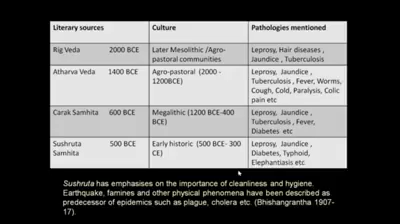 Literary sources Culture Pathologies mentioned
Rig Veda 2000 BCE Later Mesolithic /Agro-pastoral communities Leprosy, Hair diseases , Jaundice , Tuberculosis
Atharva Veda 1400 BCE Agro-pastoral (2000 - 1200BCE) Leprosy, Jaundice , Tuberculosis , Fever, Worms, Cough, Cold, Paralysis, Colic pain etc
Carak Samhita 600 BCE Megalithic (1200 BCE-400 BCE) Leprosy, Jaundice , Tuberculosis , Fever, Diabetes etc
Sushruta Samhita 500 BCE Early historic (500 BCE- 300 CE) Leprosy, Jaundice , Diabetes, Typhoid, Elephantiasis etc
Sushruta has emphasises on the importance of cleanliness and hygiene.
Earthquake, famines and other physical phenomena have been described as
predecessor of epidemics such as plague, cholera etc. (Bhishangrantha 1907-
17).